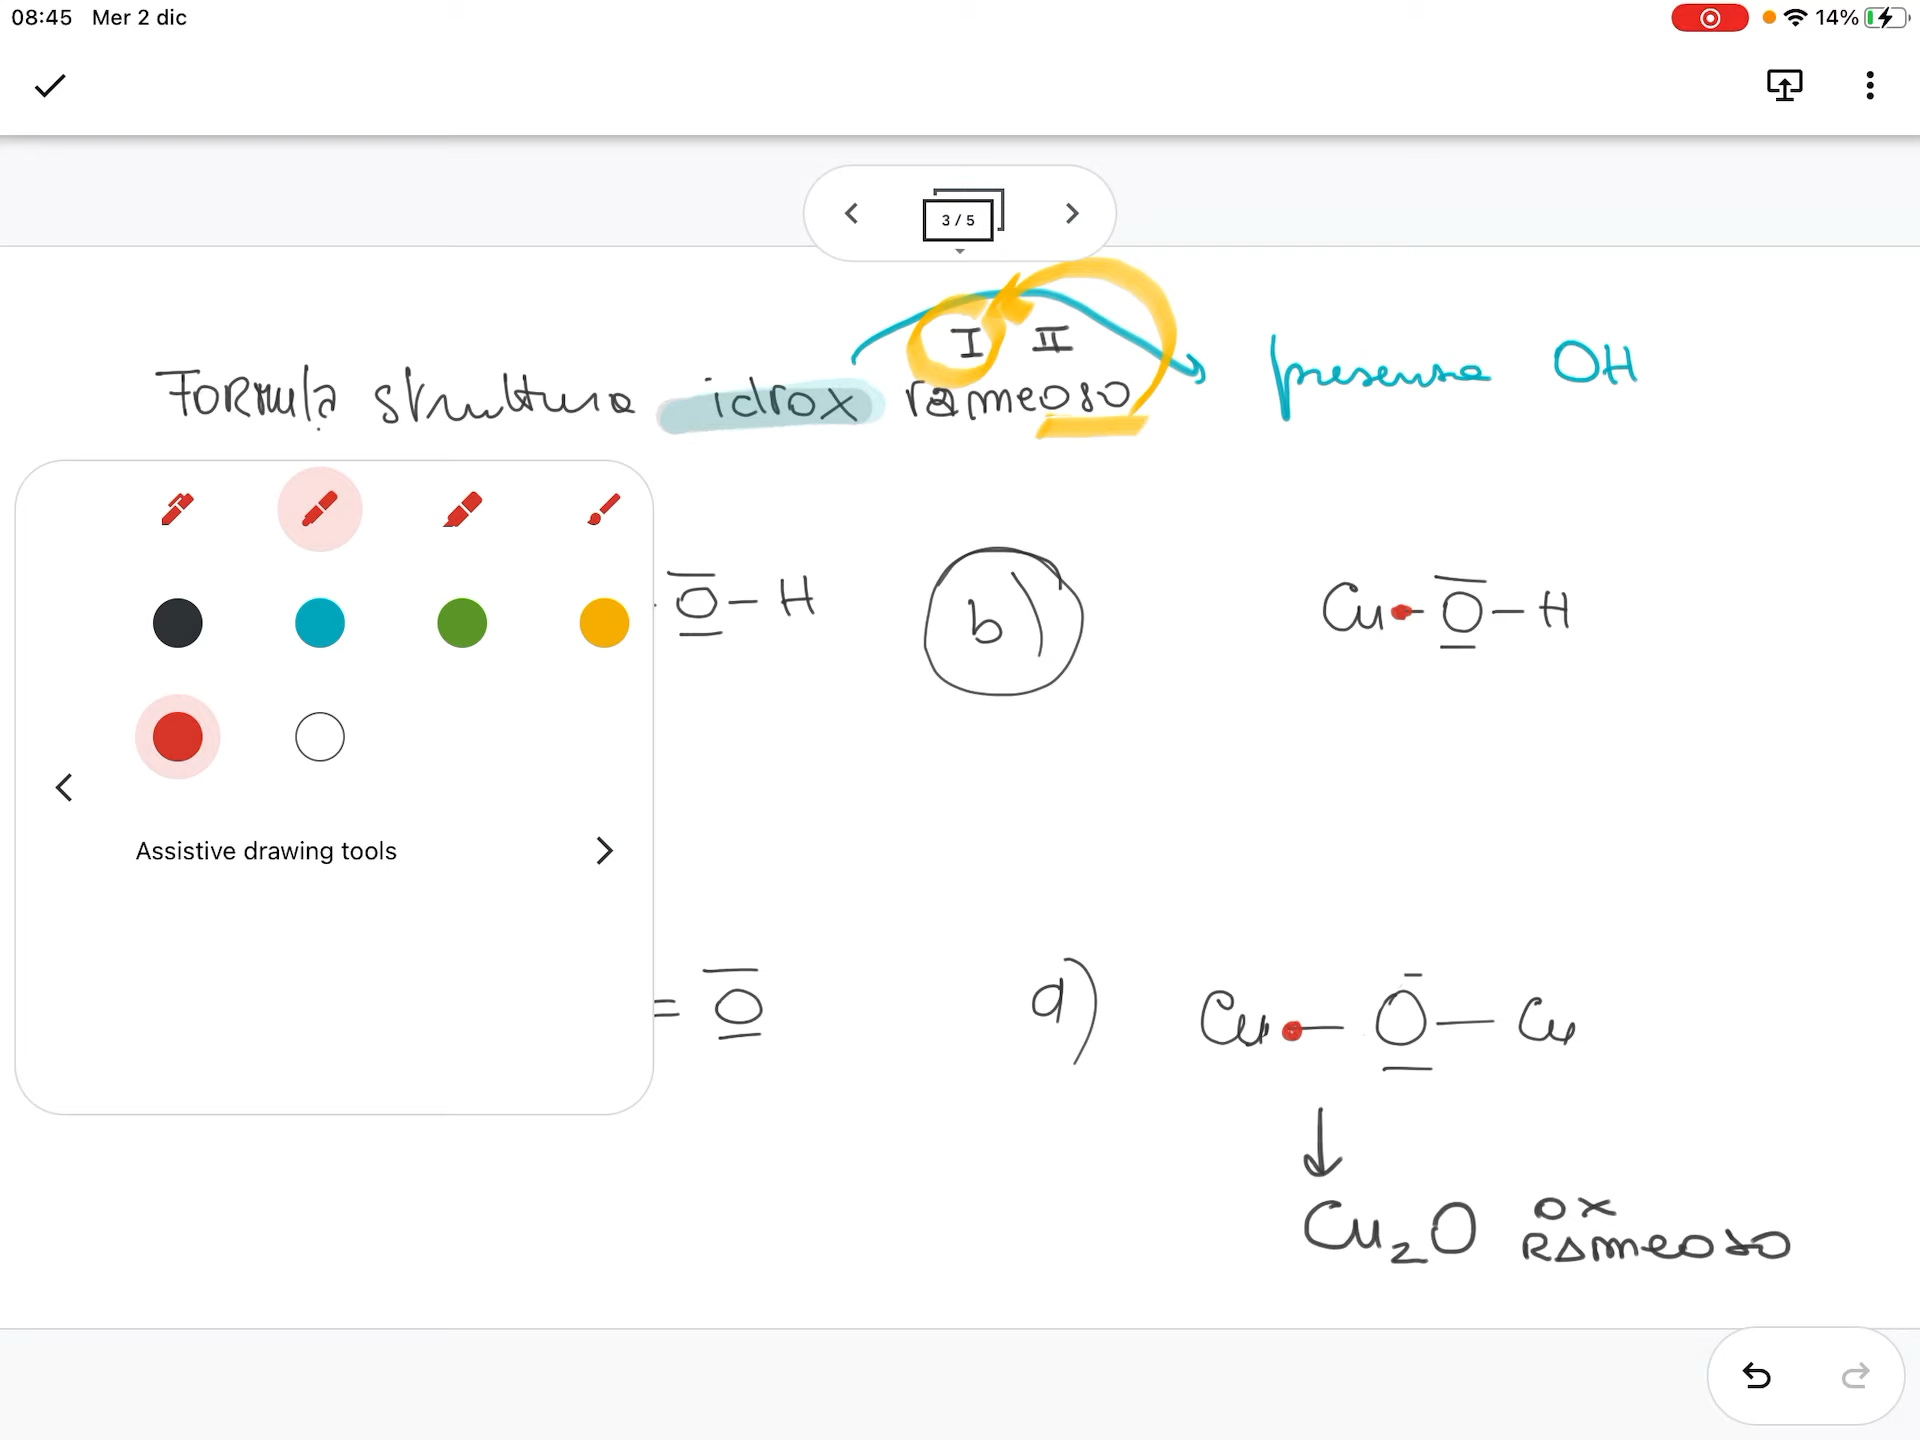 08:45 Mer 2 dic
14%
3 / 5
I II
Formula struttura idrox rameoso presenza OH
O – H b) Cu – O – H
Assistive drawing tools
= O d) Cu – O – Cu
↓
Cu₂O ox
RAmeoso